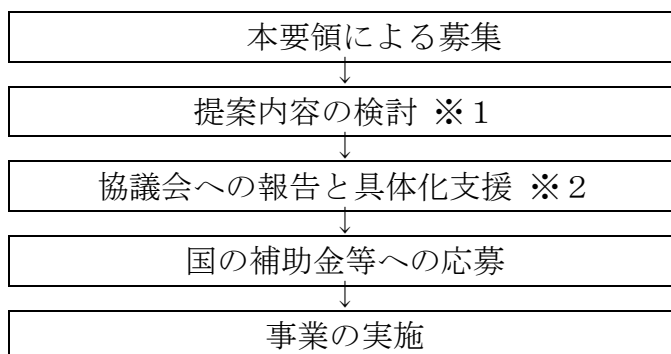 本要領による募集
↓
提案内容の検討 ※１
↓
協議会への報告と具体化支援 ※２
↓
国の補助金等への応募
↓
事業の実施